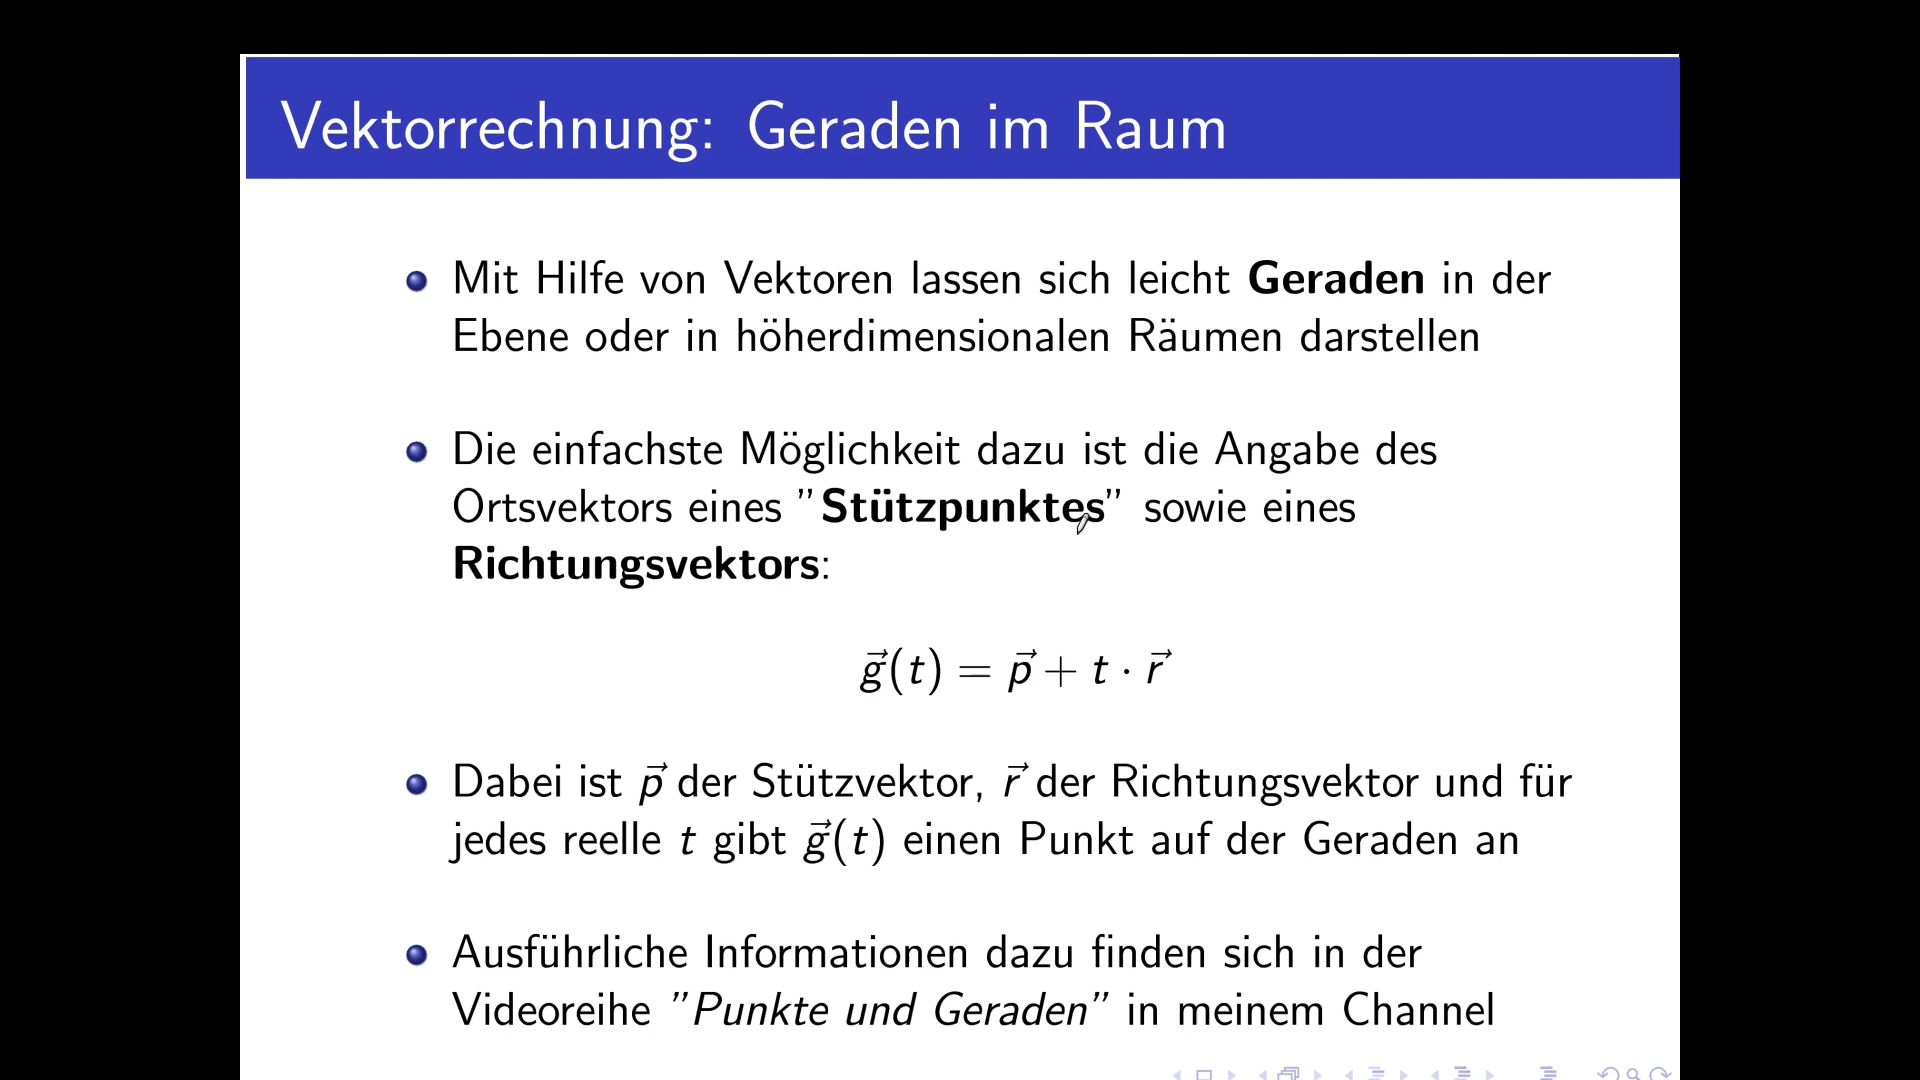 Vektorrechnung: Geraden im Raum
Mit Hilfe von Vektoren lassen sich leicht Geraden in der
Ebene oder in höherdimensionalen Räumen darstellen
Die einfachste Möglichkeit dazu ist die Angabe des
Ortsvektors eines ”Stützpunktes” sowie eines
Richtungsvektors:
g⃗(t) = p⃗ + t · r⃗
Dabei ist p⃗ der Stützvektor, r⃗ der Richtungsvektor und für
jedes reelle t gibt g⃗(t) einen Punkt auf der Geraden an
Ausführliche Informationen dazu finden sich in der
Videoreihe ”Punkte und Geraden” in meinem Channel